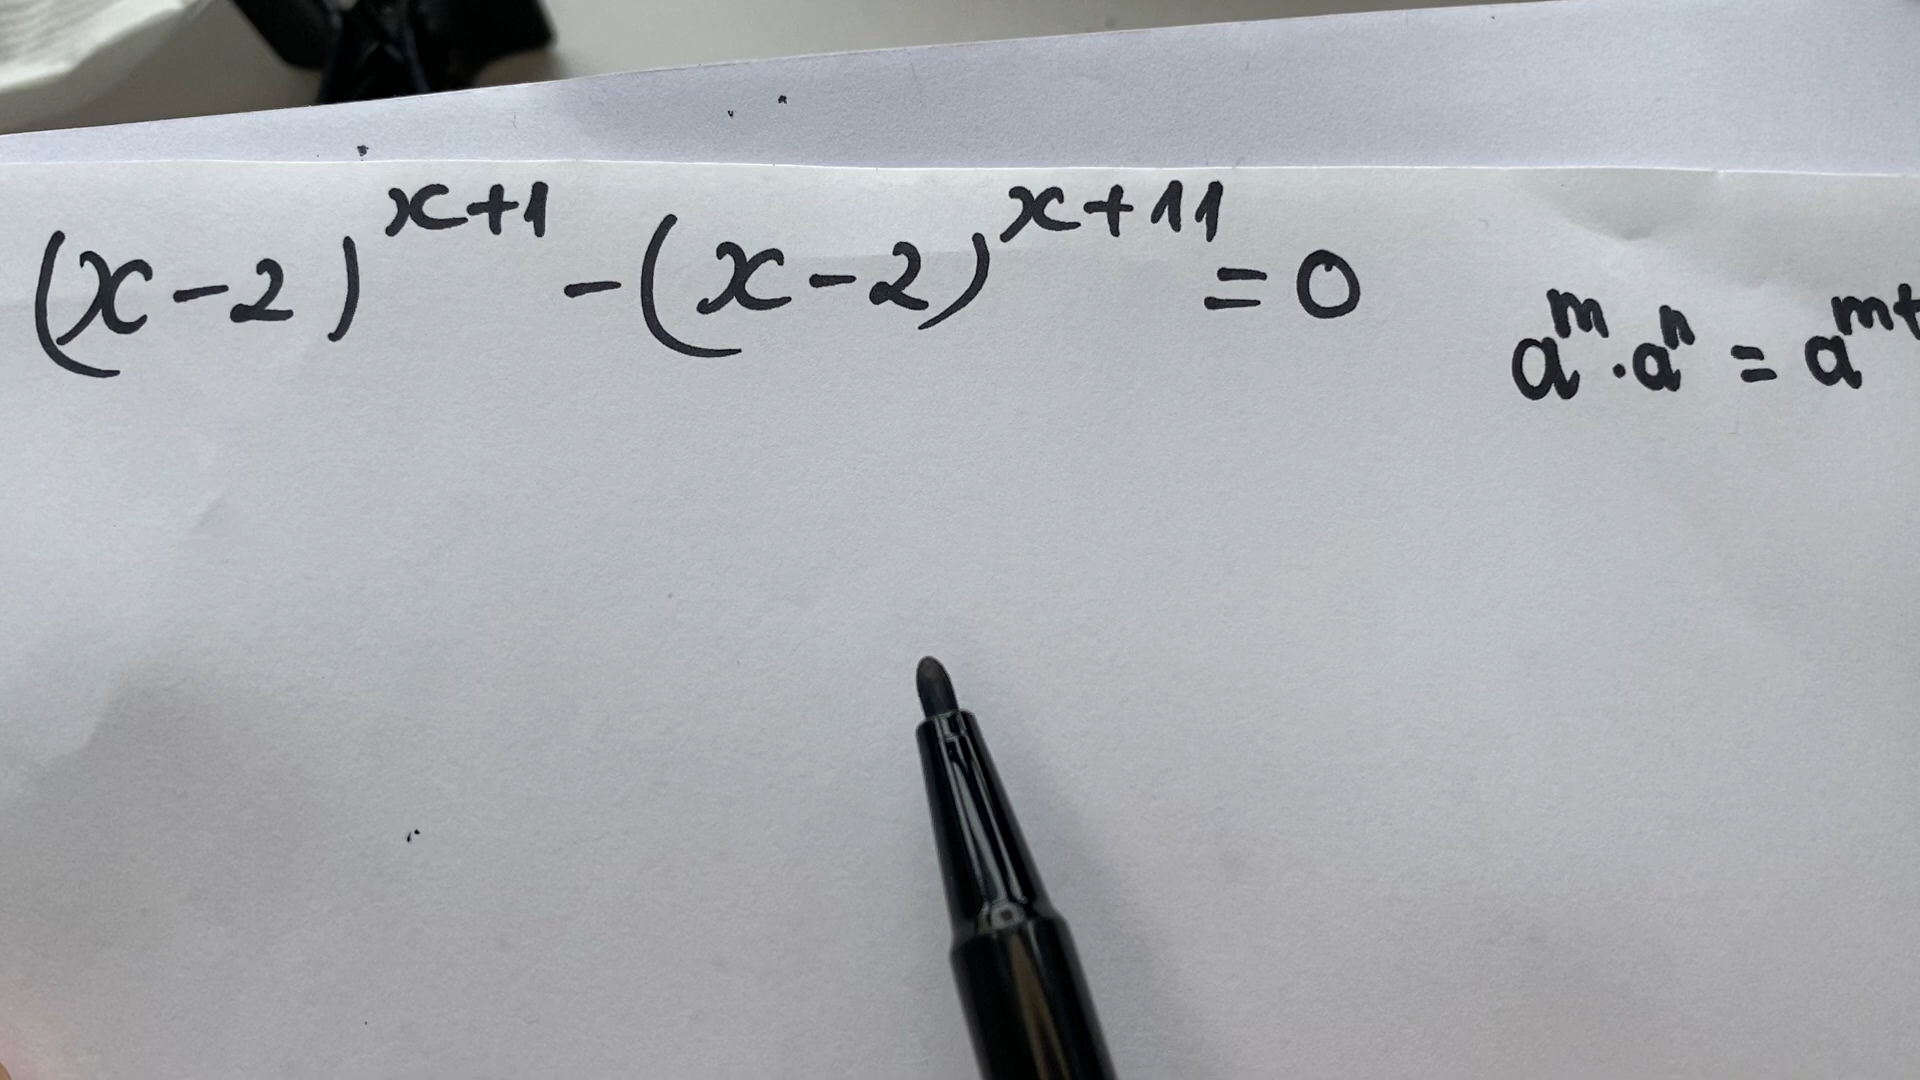 (x-2)^{x+1} - (x-2)^{x+11} = 0
a^m · a^n = a^{m+